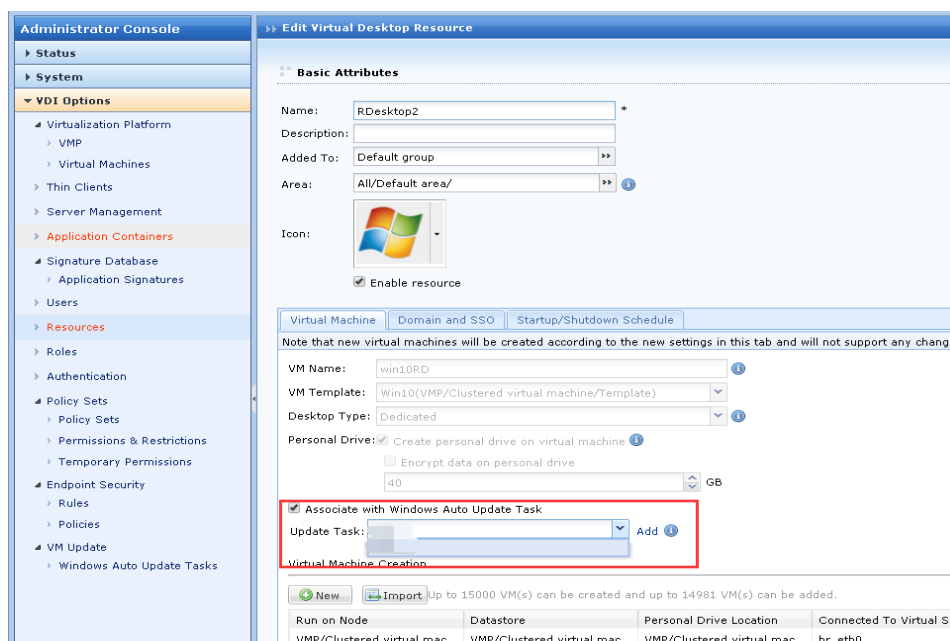 Administrator Console
Status
System
VDI Options
Virtualization Platform
VMP
Virtual Machines
Thin Clients
Server Management
Application Containers
Signature Database
Application Signatures
Users
Resources
Roles
Authentication
Policy Sets
Policy Sets
Permissions & Restrictions
Temporary Permissions
Endpoint Security
Rules
Policies
VM Update
Windows Auto Update Tasks
Edit Virtual Desktop Resource
Basic Attributes
Name: RDesktop2 *
Description:
Added To: Default group
Area: All/Default area/
Icon:
Enable resource
Virtual Machine Domain and SSO Startup/Shutdown Schedule
Note that new virtual machines will be created according to the new settings in this tab and will not support any chang
VM Name: win10RD
VM Template: Win10(VMP/Clustered virtual machine/Template)
Desktop Type: Dedicated
Personal Drive: Create personal drive on virtual machine
Encrypt data on personal drive
40 GB
Associate with Windows Auto Update Task
Update Task: Add
Virtual Machine Creation
New Import Up to 15000 VM(s) can be created and up to 14981 VM(s) can be added.
Run on Node Datastore Personal Drive Location Connected To Virtual S
VMP/Clustered virtual mac VMP/Clustered virtual mac VMP/Clustered virtual mac br_eth0